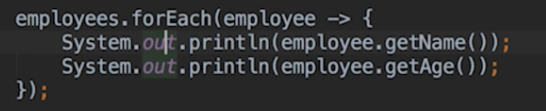 employees.forEach(employee -> {
    System.out.println(employee.getName());
    System.out.println(employee.getAge());
});